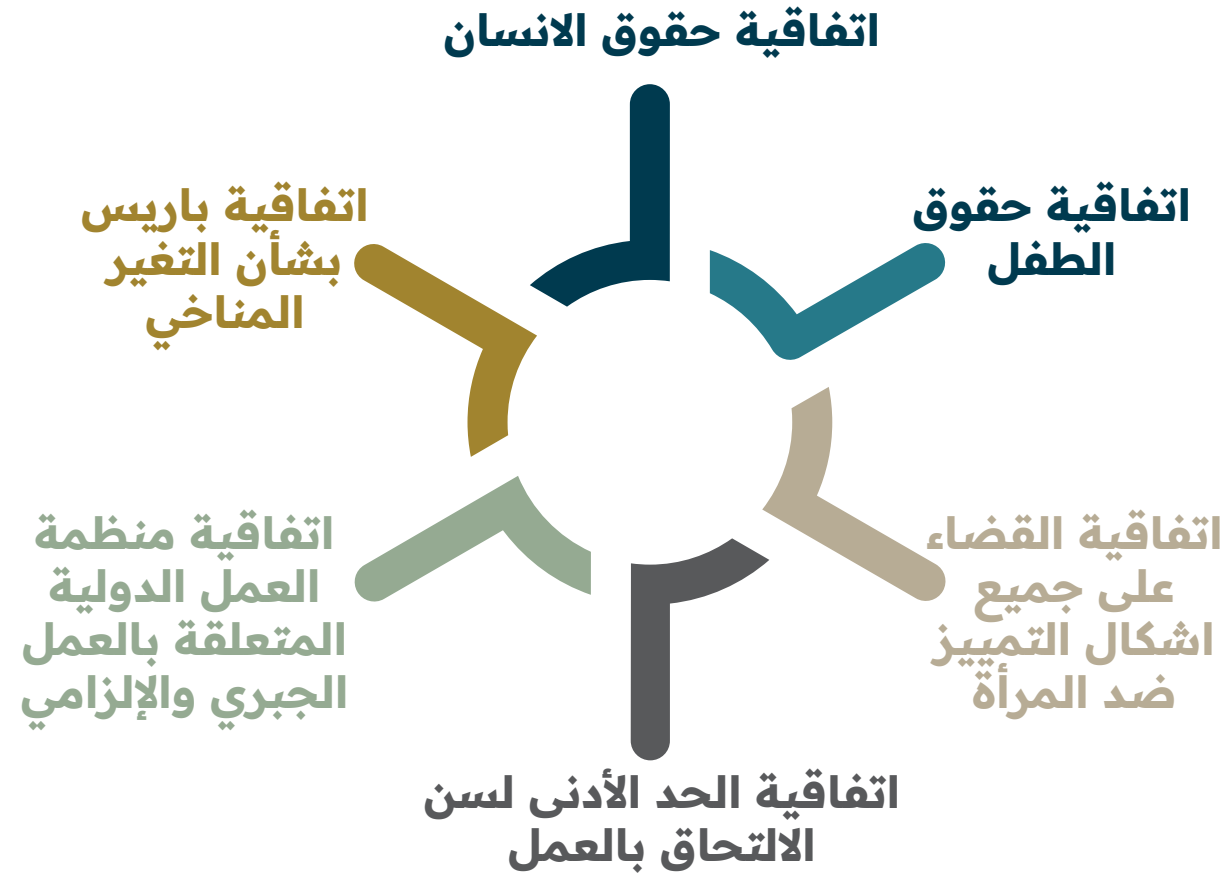 اتفاقية حقوق الانسان
اتفاقية حقوق
الطفل
اتفاقية القضاء
على جميع
اشكال التمييز
ضد المرأة
اتفاقية الحد الأدنى لسن
الالتحاق بالعمل
اتفاقية منظمة
العمل الدولية
المتعلقة بالعمل
الجبري والإلزامي
اتفاقية باريس
بشأن التغير
المناخي